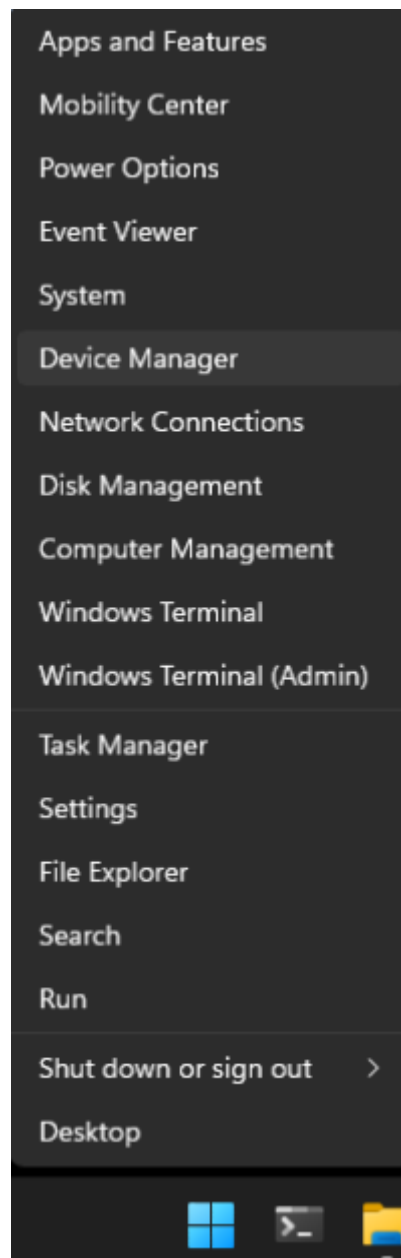 Apps and Features
Mobility Center
Power Options
Event Viewer
System
Device Manager
Network Connections
Disk Management
Computer Management
Windows Terminal
Windows Terminal (Admin)
Task Manager
Settings
File Explorer
Search
Run
Shut down or sign out
Desktop